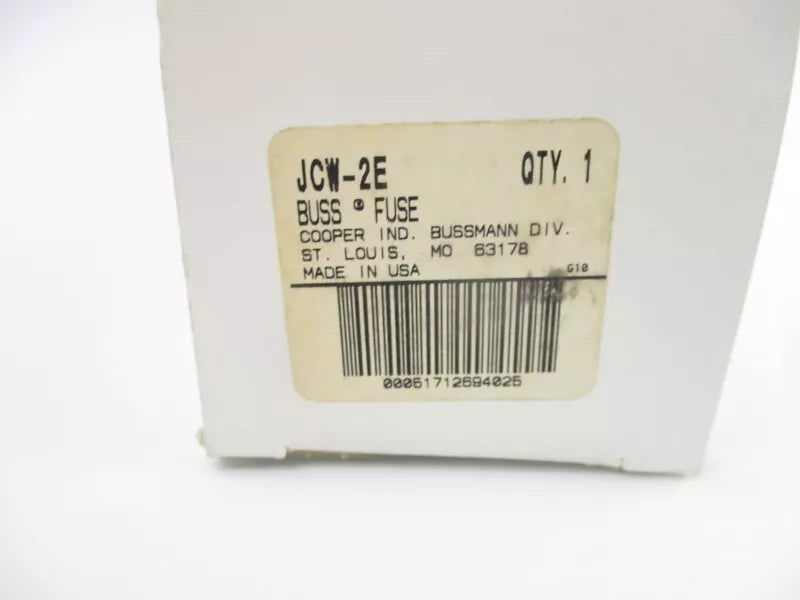 JCW-2E QTY. 1
BUSS ® FUSE
COOPER IND. BUSSMANN DIV.
ST. LOUIS, MO 63178
MADE IN USA G10
00051712694025